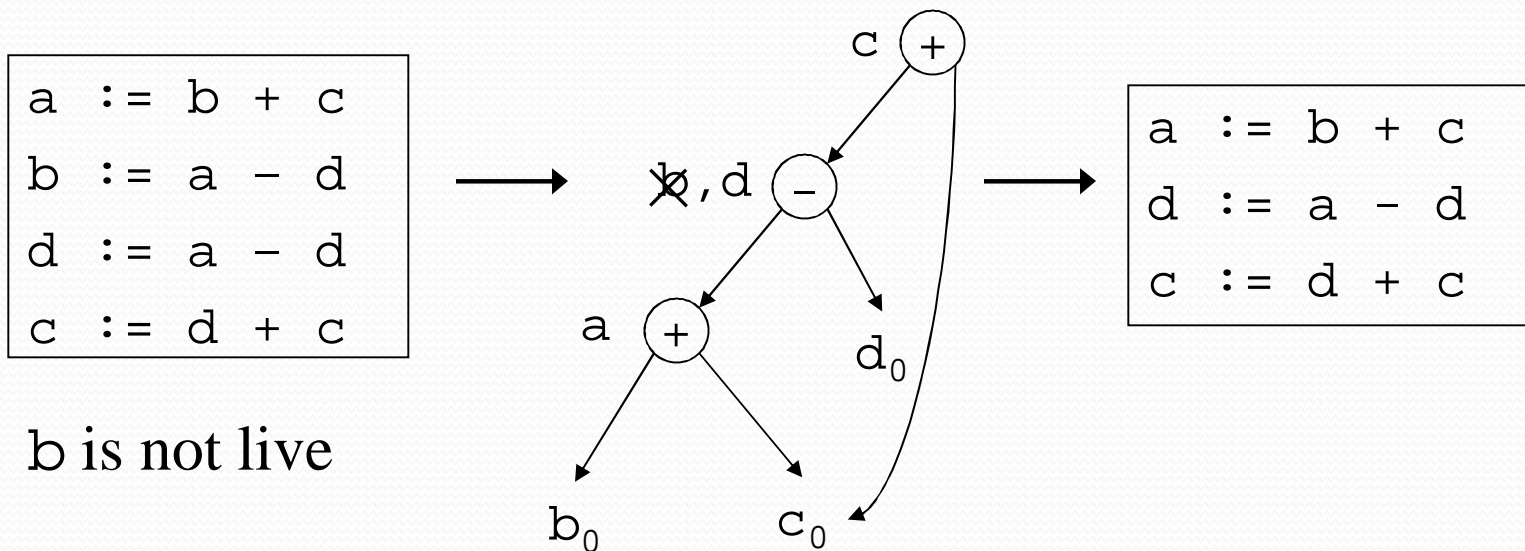 a := b + c
b := a - d
d := a - d
c := d + c
b is not live
c +
b,d -
a +
d₀
b₀
c₀
a := b + c
d := a - d
c := d + c